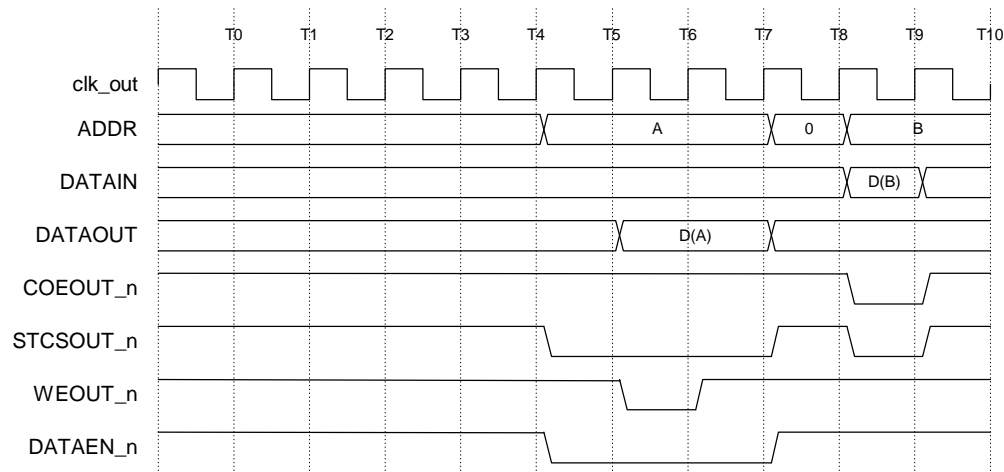 T0 T1 T2 T3 T4 T5 T6 T7 T8 T9 T10
clk_out
ADDR A 0 B
DATAIN D(B)
DATAOUT D(A)
COEOUT_n
STCSOUT_n
WEOUT_n
DATAEN_n